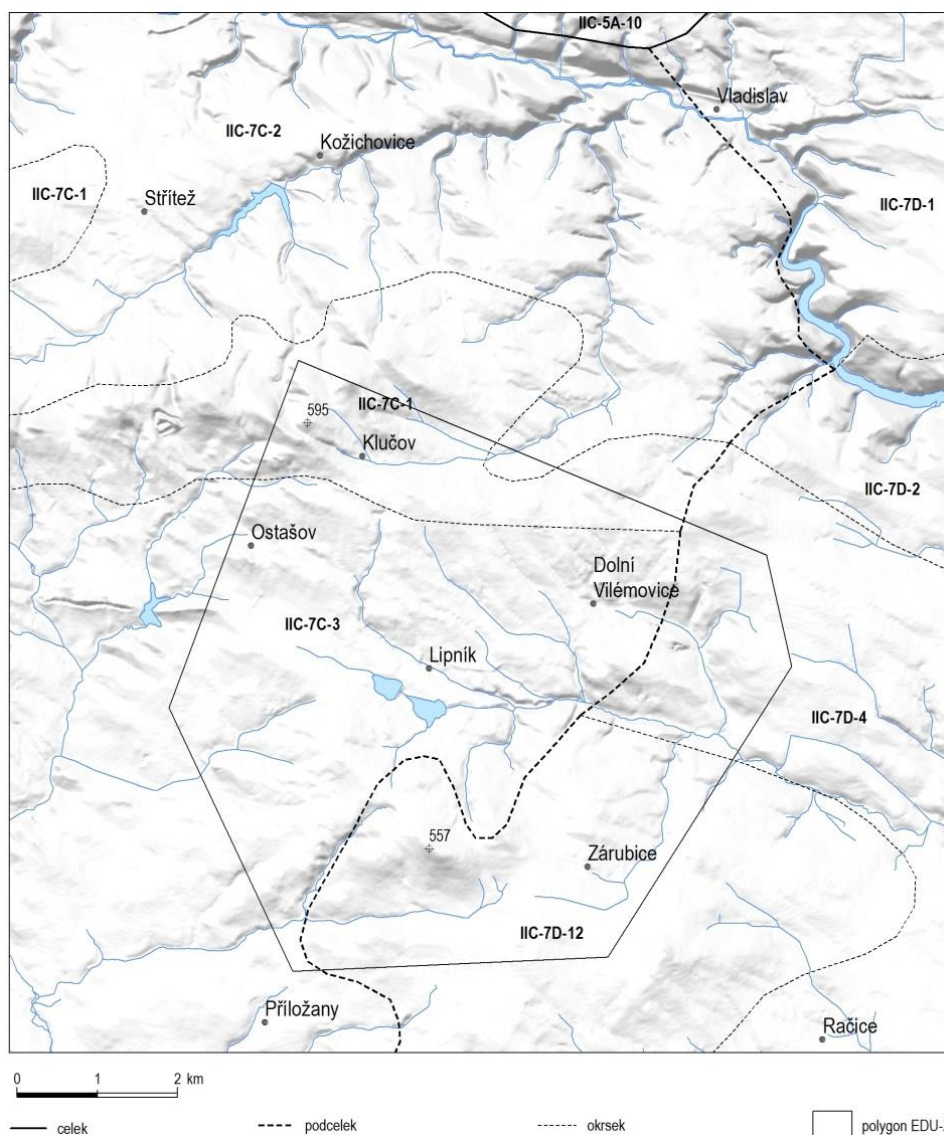 IIC-5A-10
Vladislav
IIC-7C-2
Kožichovice
IIC-7C-1
Střítež
IIC-7D-1
595
IIC-7C-1
Klučov
IIC-7D-2
Ostašov
Dolní
Vilémovice
IIC-7C-3
Lipník
IIC-7D-4
557
Zárubice
IIC-7D-12
Příložany
Račice
0 1 2 km
celek podcelek okrsek polygon EDU-